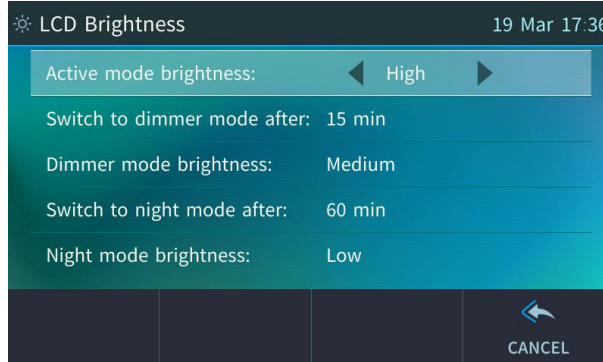 LCD Brightness 19 Mar 17:36
Active mode brightness: High
Switch to dimmer mode after: 15 min
Dimmer mode brightness: Medium
Switch to night mode after: 60 min
Night mode brightness: Low
CANCEL